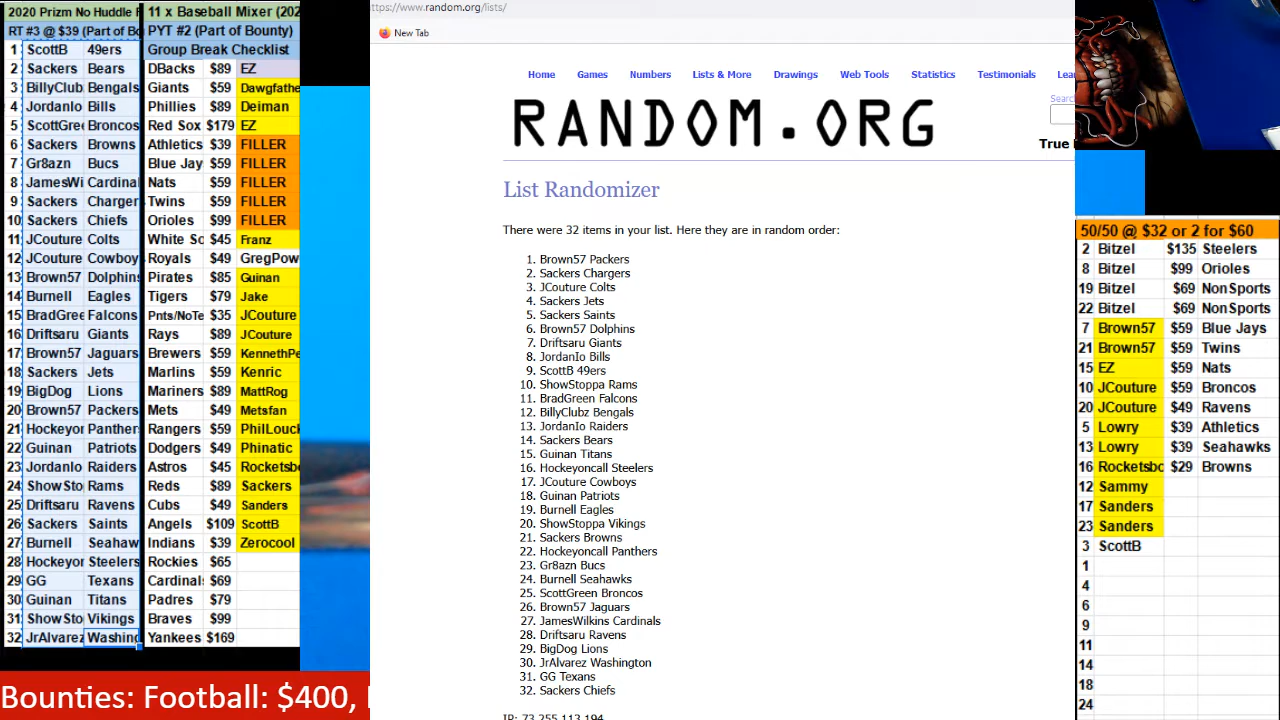 2020 Prizm No Huddle F
RT #3 @ $39 (Part of Bo
1 ScottB 49ers
2 Sackers Bears
3 BillyClub Bengals
4 JordanIo Bills
5 ScottGree Broncos
6 Sackers Browns
7 Gr8azn Bucs
8 JamesWi Cardinal
9 Sackers Charger
10 Sackers Chiefs
11 JCouture Colts
12 JCouture Cowboy
13 Brown57 Dolphins
14 Burnell Eagles
15 BradGree Falcons
16 Driftsaru Giants
17 Brown57 Jaguars
18 Sackers Jets
19 BigDog Lions
20 Brown57 Packers
21 Hockeyon Panthers
22 Guinan Patriots
23 JordanIo Raiders
24 ShowSto Rams
25 Driftsaru Ravens
26 Sackers Saints
27 Burnell Seahaw
28 Hockeyon Steelers
29 GG Texans
30 Guinan Titans
31 ShowSto Vikings
32 JrAlvarez Washing
11 x Baseball Mixer (202
PYT #2 (Part of Bounty)
Group Break Checklist
DBacks $89 EZ
Giants $59 Dawgfathe
Phillies $89 Deiman
Red Sox $179 EZ
Athletics $39 FILLER
Blue Jay $59 FILLER
Nats $59 FILLER
Twins $59 FILLER
Orioles $99 FILLER
White So $45 Franz
Royals $49 GregPow
Pirates $85 Guinan
Tigers $79 Jake
Pnts/NoTe $35 JCouture
Rays $89 JCouture
Brewers $59 KennethPe
Marlins $59 Kenric
Mariners $89 MattRog
Mets $49 Metsfan
Rangers $59 PhilLouck
Dodgers $49 Phinatic
Astros $45 Rocketsbo
Reds $89 Sackers
Cubs $49 Sanders
Angels $109 ScottB
Indians $39 Zerocool
Rockies $65
Cardinals $69
Padres $79
Braves $99
Yankees $169
Bounties: Football: $400,
https://www.random.org/lists/
New Tab
Home Games Numbers Lists & More Drawings Web Tools Statistics Testimonials Lear
Search
RANDOM.ORG
True
List Randomizer
There were 32 items in your list. Here they are in random order:
1. Brown57 Packers
2. Sackers Chargers
3. JCouture Colts
4. Sackers Jets
5. Sackers Saints
6. Brown57 Dolphins
7. Driftsaru Giants
8. JordanIo Bills
9. ScottB 49ers
10. ShowStoppa Rams
11. BradGreen Falcons
12. BillyClubz Bengals
13. JordanIo Raiders
14. Sackers Bears
15. Guinan Titans
16. Hockeyoncall Steelers
17. JCouture Cowboys
18. Guinan Patriots
19. Burnell Eagles
20. ShowStoppa Vikings
21. Sackers Browns
22. Hockeyoncall Panthers
23. Gr8azn Bucs
24. Burnell Seahawks
25. ScottGreen Broncos
26. Brown57 Jaguars
27. JamesWilkins Cardinals
28. Driftsaru Ravens
29. BigDog Lions
30. JrAlvarez Washington
31. GG Texans
32. Sackers Chiefs
IP: 73.255.113.194
50/50 @ $32 or 2 for $60
2 Bitzel $135 Steelers
8 Bitzel $99 Orioles
19 Bitzel $69 NonSports
22 Bitzel $69 NonSports
7 Brown57 $59 Blue Jays
21 Brown57 $59 Twins
15 EZ $59 Nats
10 JCouture $59 Broncos
20 JCouture $49 Ravens
5 Lowry $39 Athletics
13 Lowry $39 Seahawks
16 Rocketsbo $29 Browns
12 Sammy
17 Sanders
23 Sanders
3 ScottB
1
4
6
9
11
14
18
24